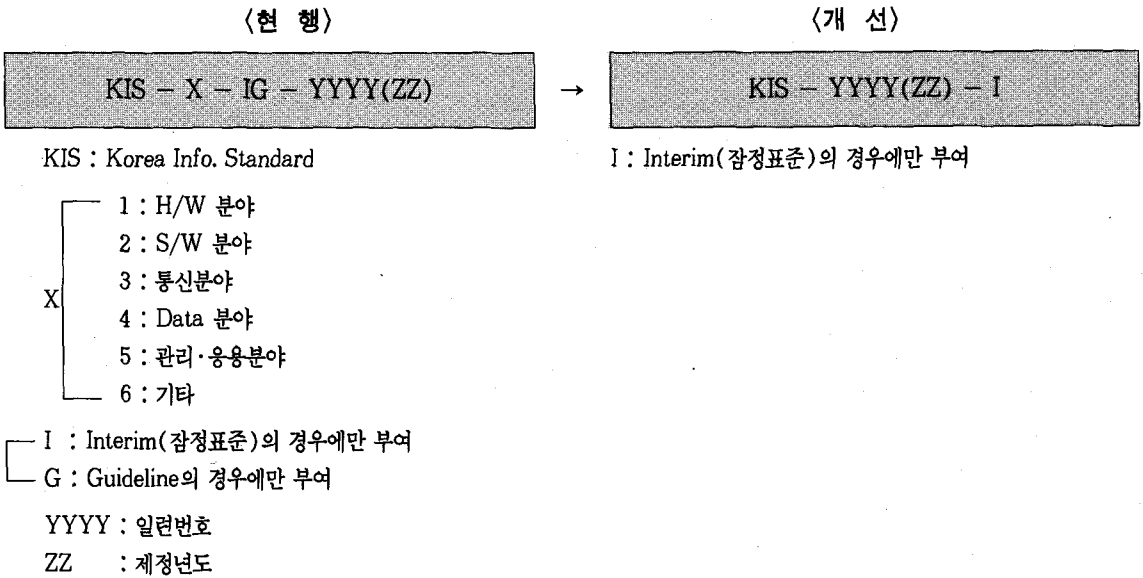 〈현 행〉
KIS – X – IG – YYYY(ZZ)
KIS : Korea Info. Standard
X
1 : H/W 분야
2 : S/W 분야
3 : 통신분야
4 : Data 분야
5 : 관리·응용분야
6 : 기타
I : Interim(잠정표준)의 경우에만 부여
G : Guideline의 경우에만 부여
YYYY : 일련번호
ZZ : 제정년도
→
〈개 선〉
KIS – YYYY(ZZ) – I
I : Interim(잠정표준)의 경우에만 부여